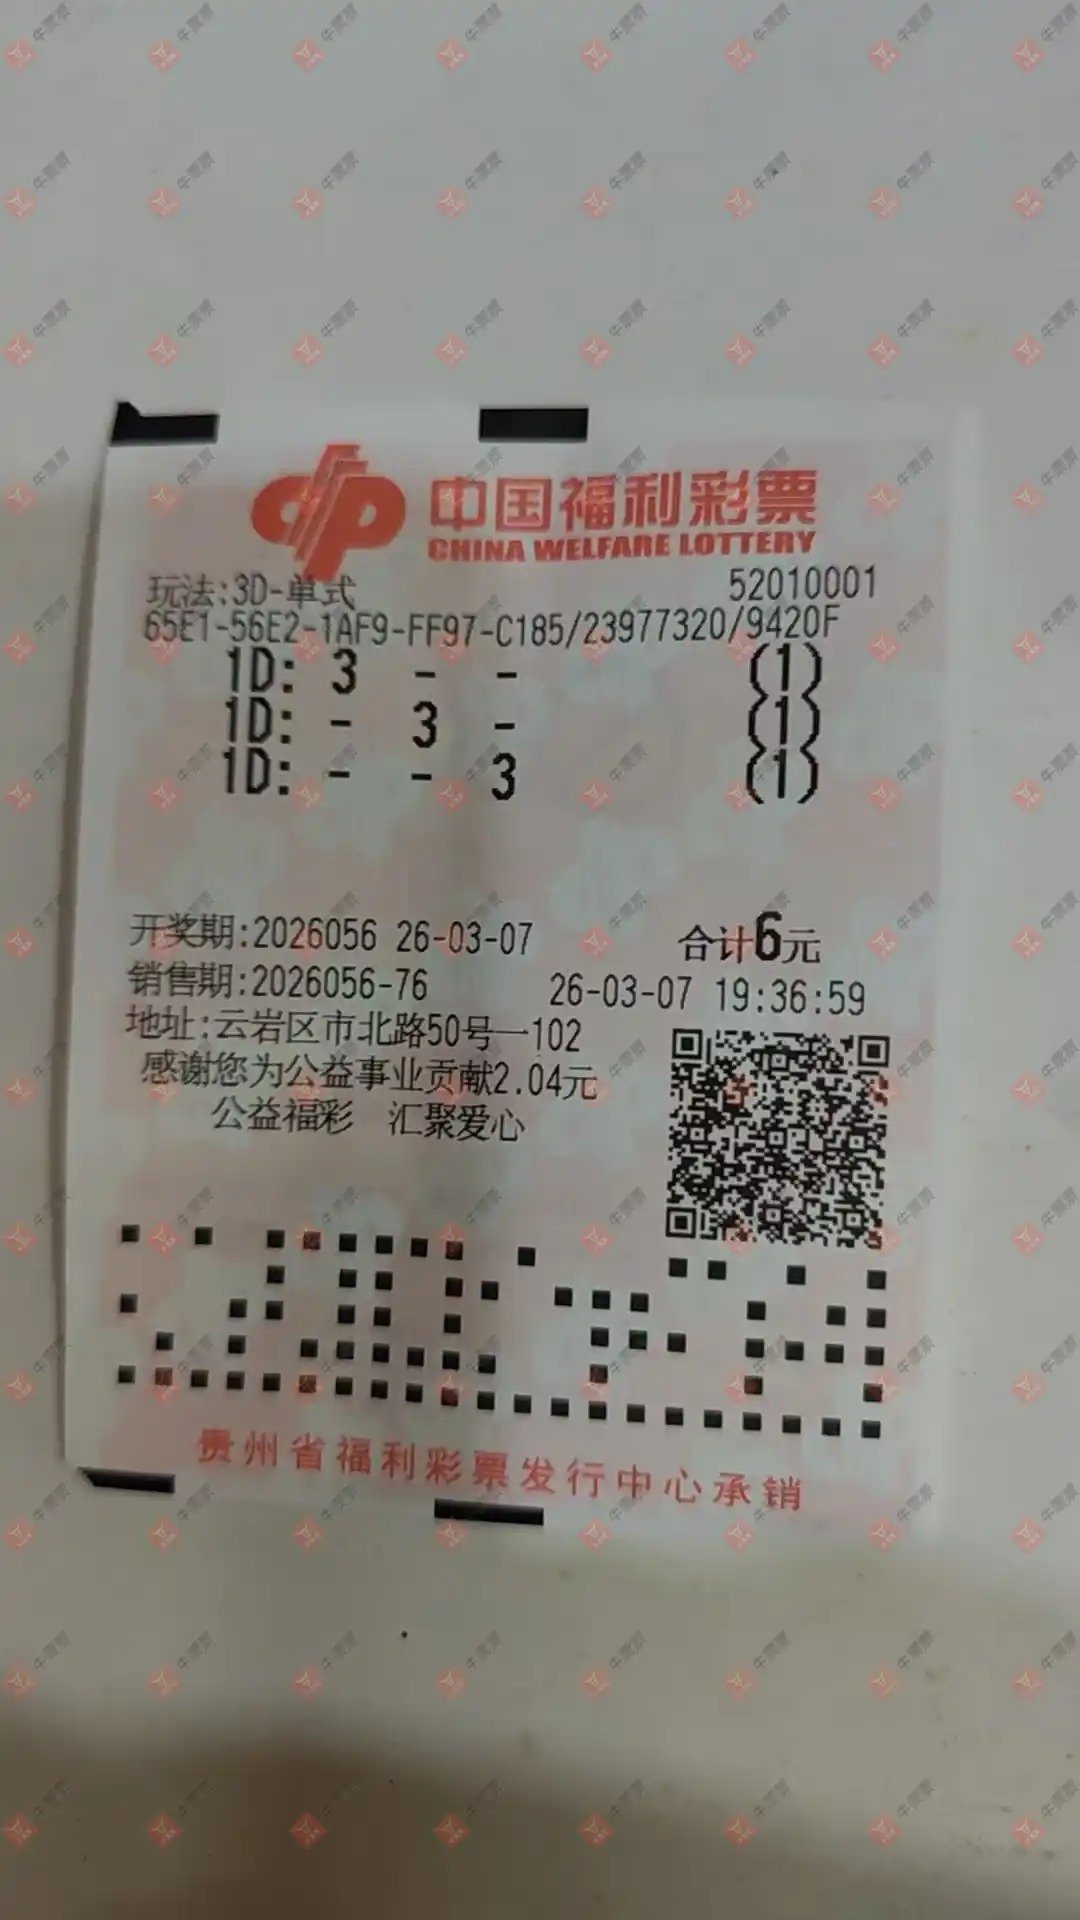 中国福利彩票
CHINA WELFARE LOTTERY
玩法:3D-单式 52010001
65E1-56E2-1AF9-FF97-C185/23977320/9420F
1D: 3 - - (1)
1D: - 3 - (1)
1D: - - 3 (1)
开奖期:2026056 26-03-07 合计6元
销售期:2026056-76 26-03-07 19:36:59
地址:云岩区市北路50号一102
感谢您为公益事业贡献2.04元
公益福彩 汇聚爱心
贵州省福利彩票发行中心承销